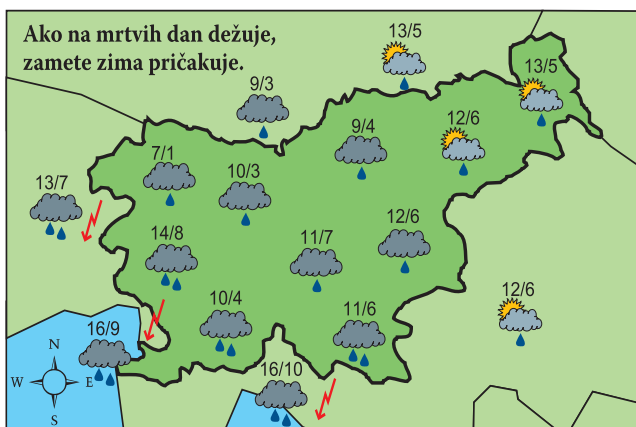 Ako na mrtvih dan dežuje,
zamete zima pričakuje.
13/5
13/5
9/3
9/4
12/6
7/1
10/3
13/7
14/8
12/6
11/7
10/4
11/6
12/6
16/9
16/10
N
W
E
S